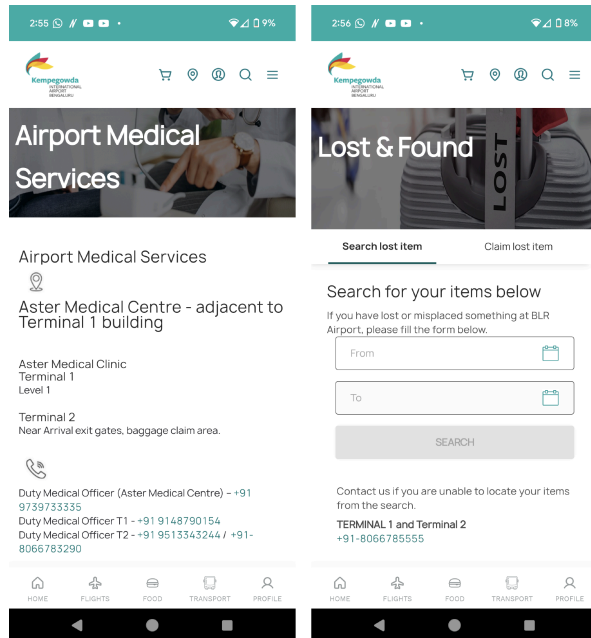 2:55
9%
Kempegowda
INTERNATIONAL
AIRPORT
BENGALURU
Airport Medical
Services
Airport Medical Services
Aster Medical Centre - adjacent to
Terminal 1 building
Aster Medical Clinic
Terminal 1
Level 1
Terminal 2
Near Arrival exit gates, baggage claim area.
Duty Medical Officer (Aster Medical Centre) – +91
9739733335
Duty Medical Officer T1 - +91 9148790154
Duty Medical Officer T2 - +91 9513343244 / +91-
8066783290
HOME
FLIGHTS
FOOD
TRANSPORT
PROFILE
2:56
8%
Kempegowda
INTERNATIONAL
AIRPORT
BENGALURU
Lost & Found
LOST
Search lost item
Claim lost item
Search for your items below
If you have lost or misplaced something at BLR
Airport, please fill the form below.
From
To
SEARCH
Contact us if you are unable to locate your items
from the search.
TERMINAL 1 and Terminal 2
+91-8066785555
HOME
FLIGHTS
FOOD
TRANSPORT
PROFILE